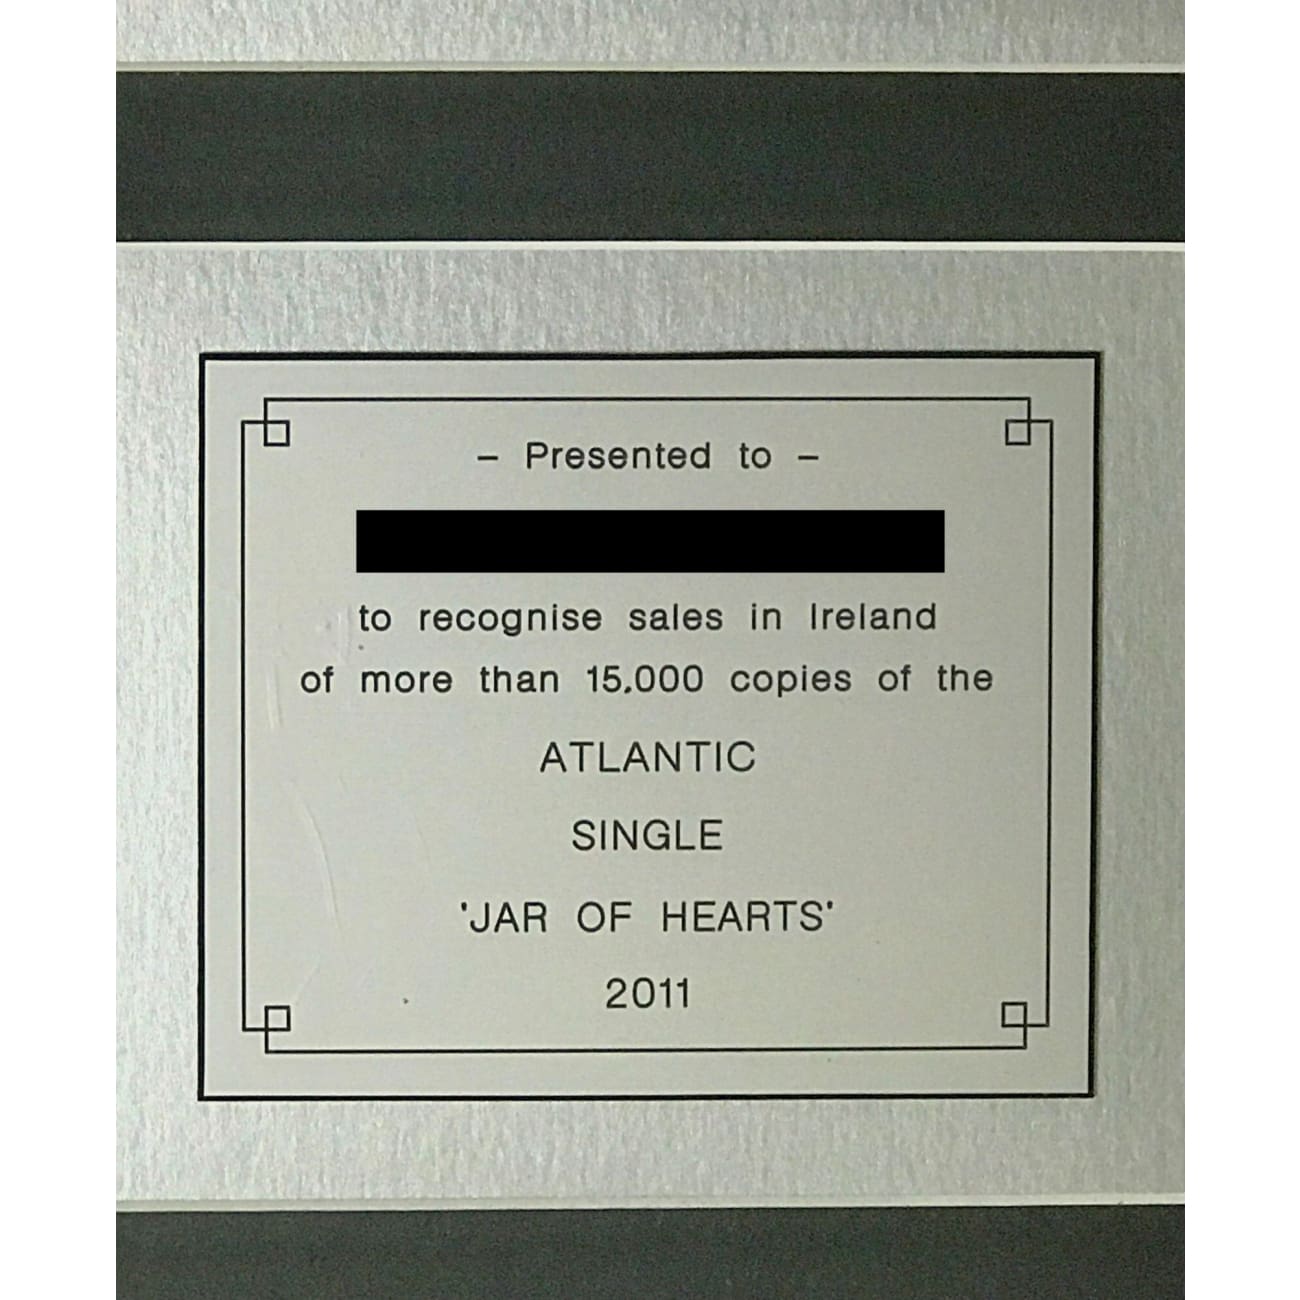 – Presented to –
to recognise sales in Ireland
of more than 15,000 copies of the
ATLANTIC
SINGLE
'JAR OF HEARTS'
2011